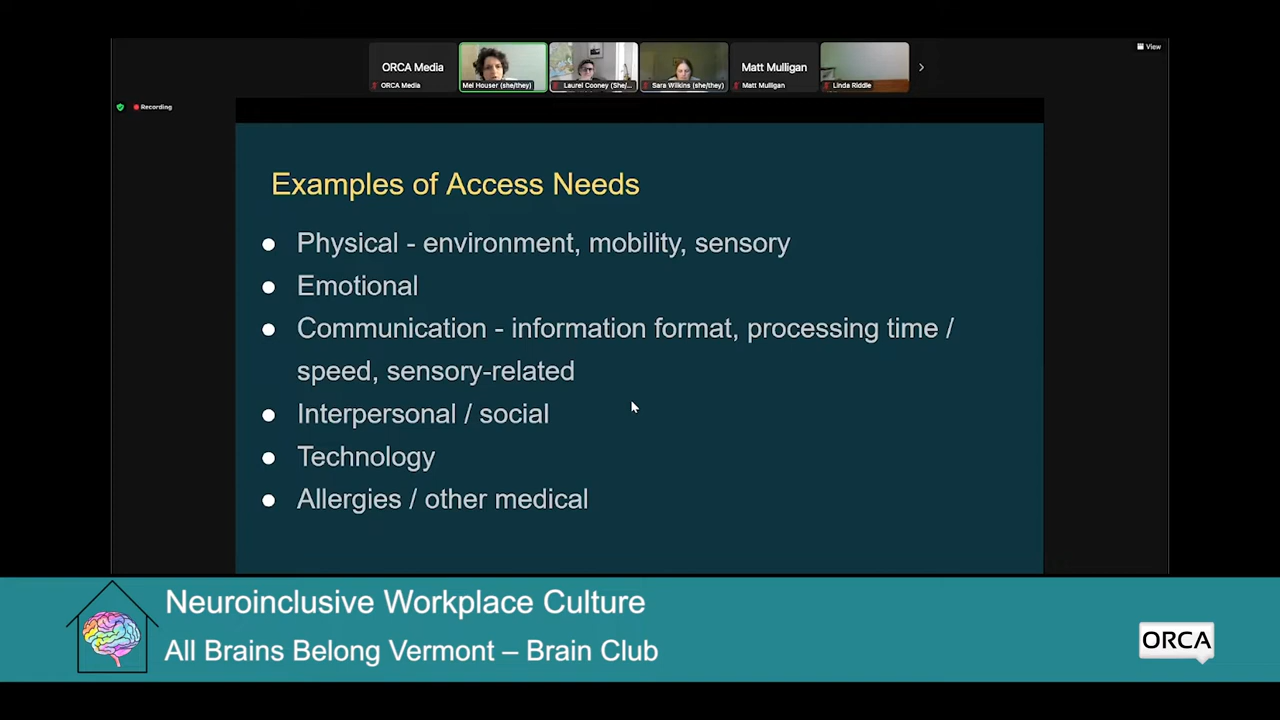 View
ORCA Media
Matt Mulligan
ORCA Media
Mel Houser (she/they)
Laurel Cooney (She/...
Sara Wilkins (she/they)
Matt Mulligan
Linda Riddle
Recording
Examples of Access Needs
● Physical - environment, mobility, sensory
● Emotional
● Communication - information format, processing time /
speed, sensory-related
● Interpersonal / social
● Technology
● Allergies / other medical
Neuroinclusive Workplace Culture
All Brains Belong Vermont – Brain Club
ORCA